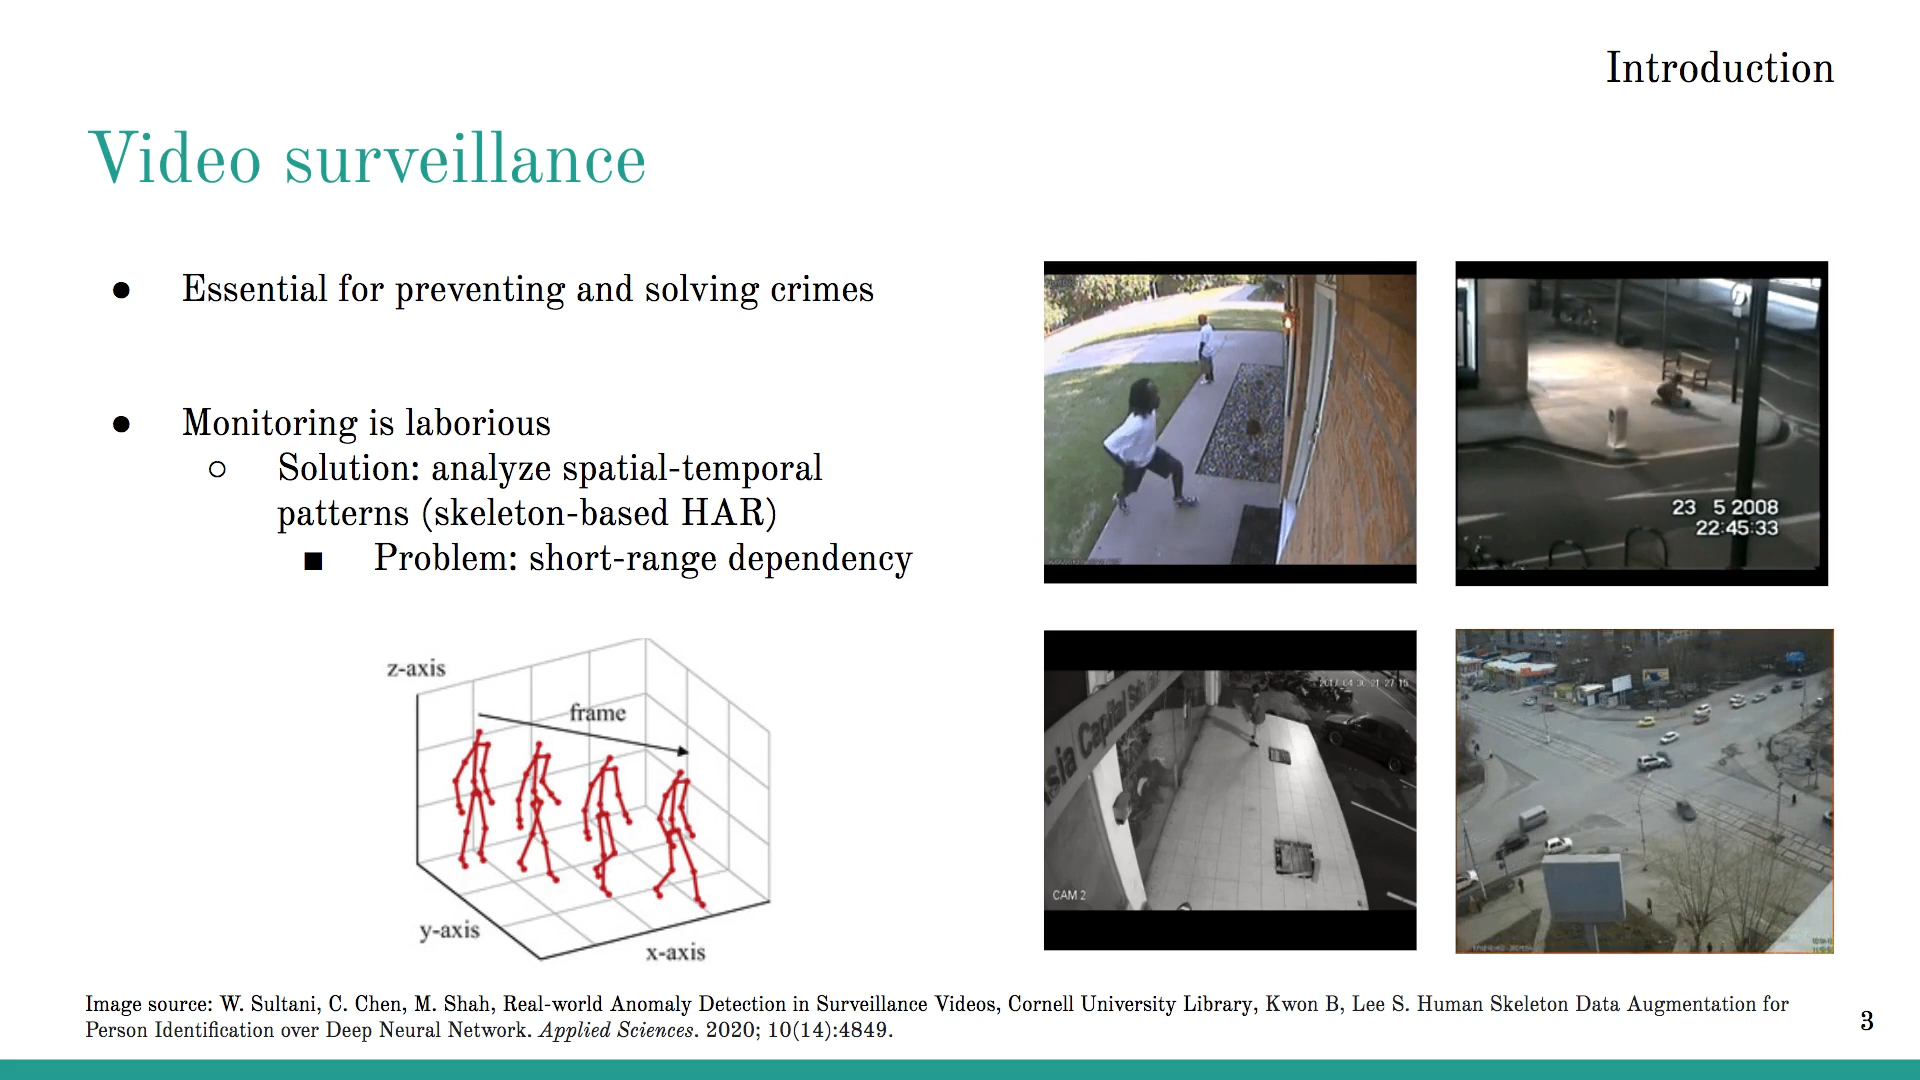 Introduction
Video surveillance
● Essential for preventing and solving crimes
● Monitoring is laborious
○ Solution: analyze spatial-temporal
patterns (skeleton-based HAR)
■ Problem: short-range dependency
z-axis
frame
y-axis
x-axis
23 5 2008
22:45:33
sia Capital
CAM 2
Image source: W. Sultani, C. Chen, M. Shah, Real-world Anomaly Detection in Surveillance Videos, Cornell University Library, Kwon B, Lee S. Human Skeleton Data Augmentation for
Person Identification over Deep Neural Network. Applied Sciences. 2020; 10(14):4849.
3